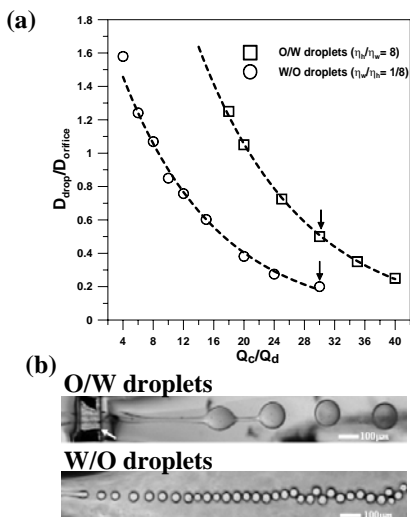 (a)
1.8
1.6
1.4
1.2
1
0.8
0.6
0.4
0.2
0
D_drop/D_orifice
O/W droplets (η_h/η_w= 8)
W/O droplets (η_w/η_h= 1/8)
4 8 12 16 20 24 28 32 36 40
Q_c/Q_d
(b)
O/W droplets
100μm
W/O droplets
100μm